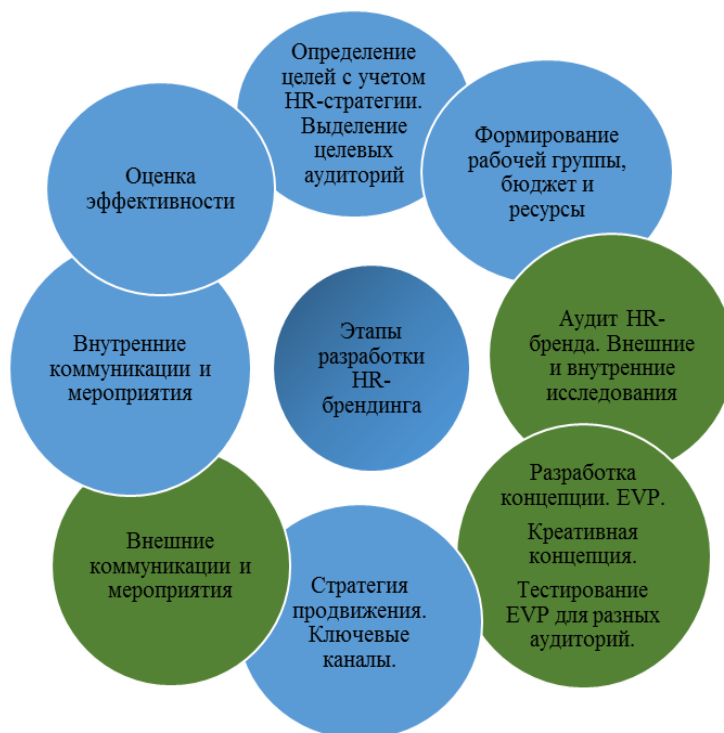 Определение
целей с учетом
HR-стратегии.
Выделение
целевых
аудиторий
Формирование
рабочей группы,
бюджет и
ресурсы
Аудит HR-
бренда. Внешние
и внутренние
исследования
Разработка
концепции. EVP.
Креативная
концепция.
Тестирование
EVP для разных
аудиторий.
Стратегия
продвижения.
Ключевые
каналы.
Внешние
коммуникации и
мероприятия
Внутренние
коммуникации и
мероприятия
Оценка
эффективности
Этапы
разработки
HR-
брендинга